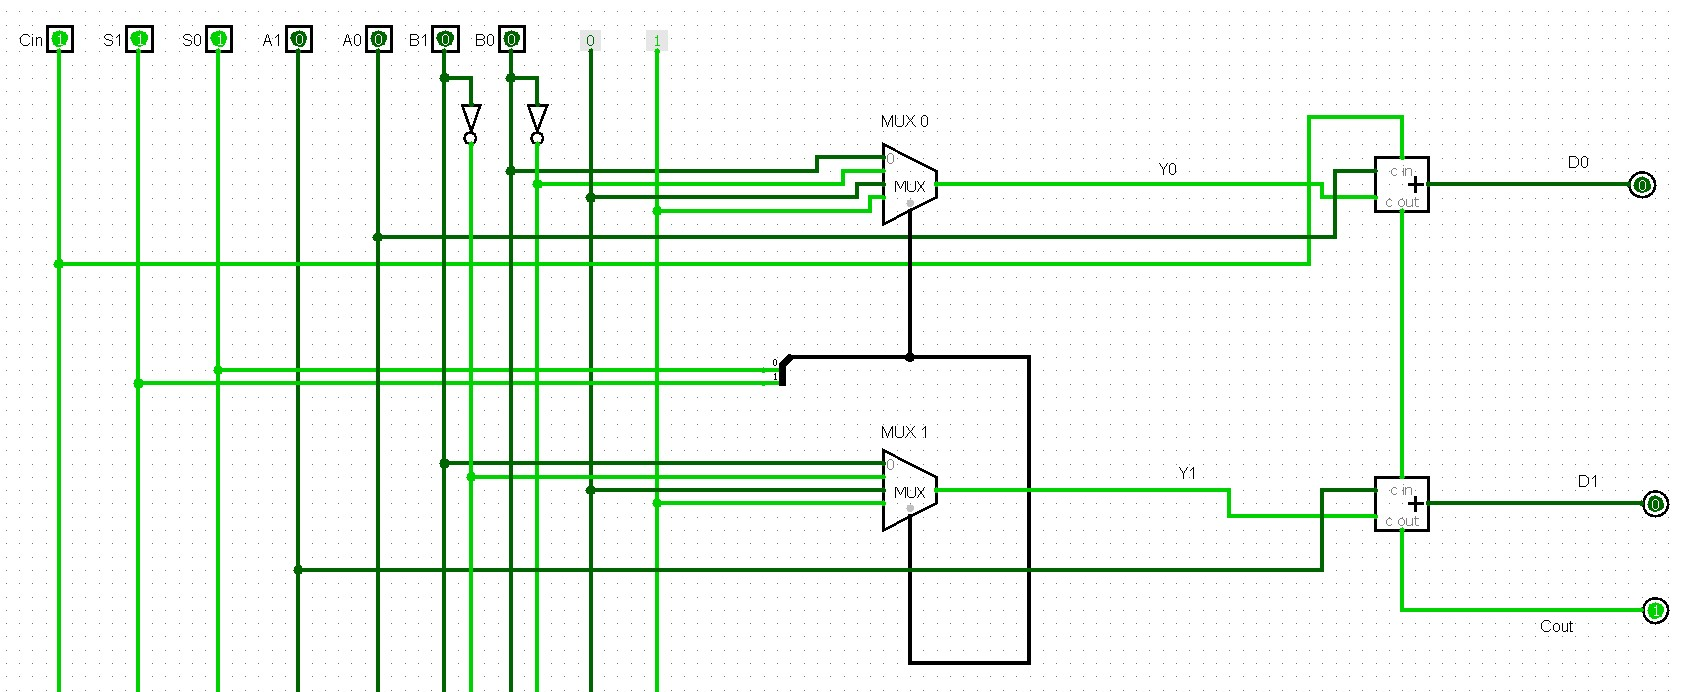 Cin 1 S1 1 S0 1 A1 0 A0 0 B1 0 B0 0 0 1
MUX 0
0
MUX
Y0
c in
+
c out
D0
0
0
1
MUX 1
0
MUX
Y1
c in
+
c out
D1
0
1
Cout